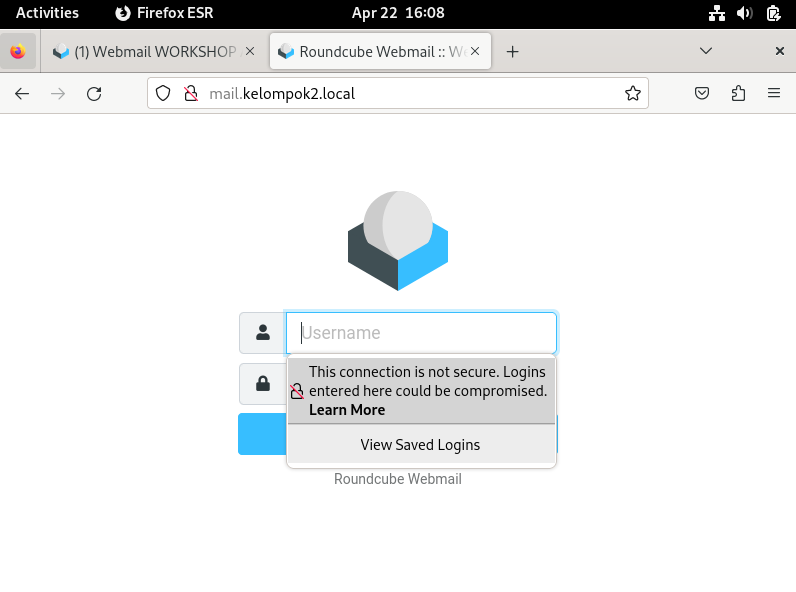 Activities Firefox ESR Apr 22 16:08
(1) Webmail WORKSHOP Roundcube Webmail :: W
mail.kelompok2.local
Username
This connection is not secure. Logins
entered here could be compromised.
Learn More
View Saved Logins
Roundcube Webmail